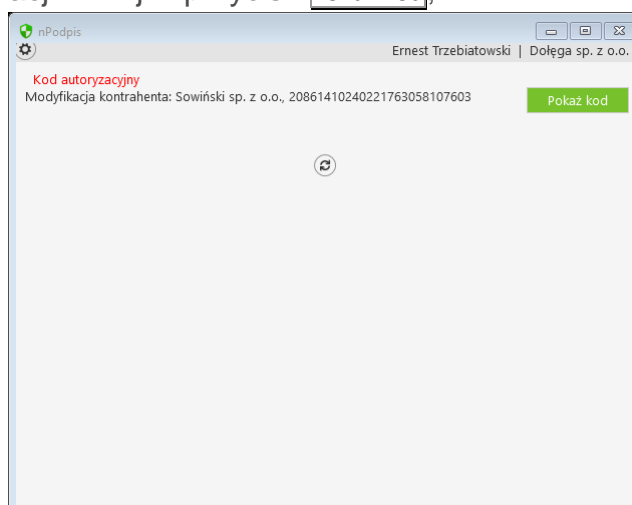 nPodpis
Ernest Trzebiatowski | Dołęga sp. z o.o.
Kod autoryzacyjny
Modyfikacja kontrahenta: Sowiński sp. z o.o., 20861410240221763058107603
Pokaż kod